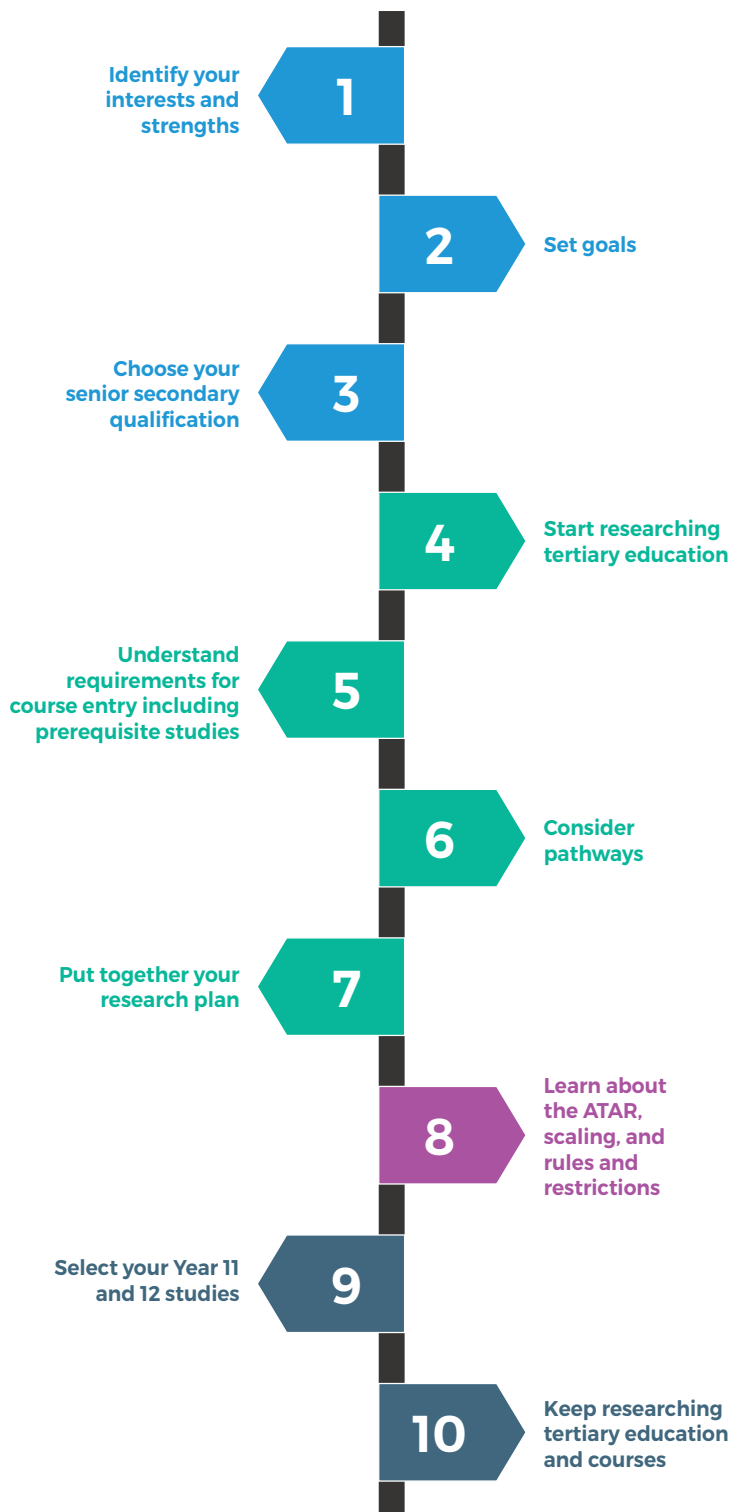 1
Identify your
interests and
strengths
2
Set goals
3
Choose your
senior secondary
qualification
4
Start researching
tertiary education
5
Understand
requirements for
course entry including
prerequisite studies
6
Consider
pathways
7
Put together your
research plan
8
Learn about
the ATAR,
scaling, and
rules and
restrictions
9
Select your Year 11
and 12 studies
10
Keep researching
tertiary education
and courses